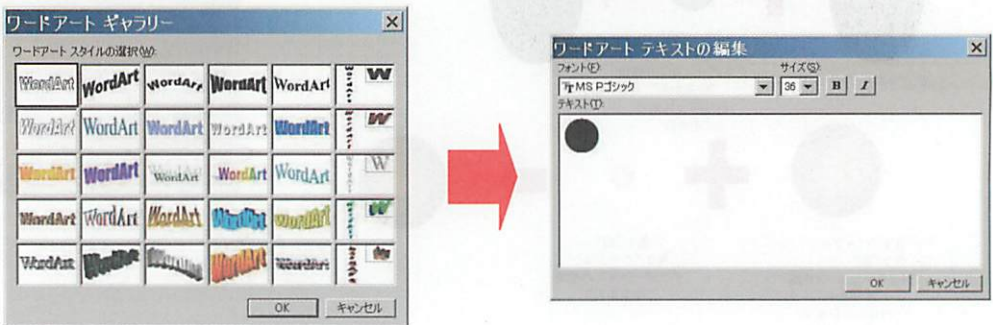 ワードアート ギャラリー
ワードアート スタイルの選択(W):
WordArt WordArt WordArt WordArt WordArt W
WordArt WordArt WordArt WordArt WordArt W
WordArt WordArt WordArt WordArt WordArt W
WordArt WordArt WordArt WordArt WordArt W
WordArt WordArt WordArt WordArt WordArt W
OK キャンセル
ワードアート テキストの編集
フォント(F): サイズ(S):
MS Pゴシック 36 B I
テキスト(T):
●
OK キャンセル